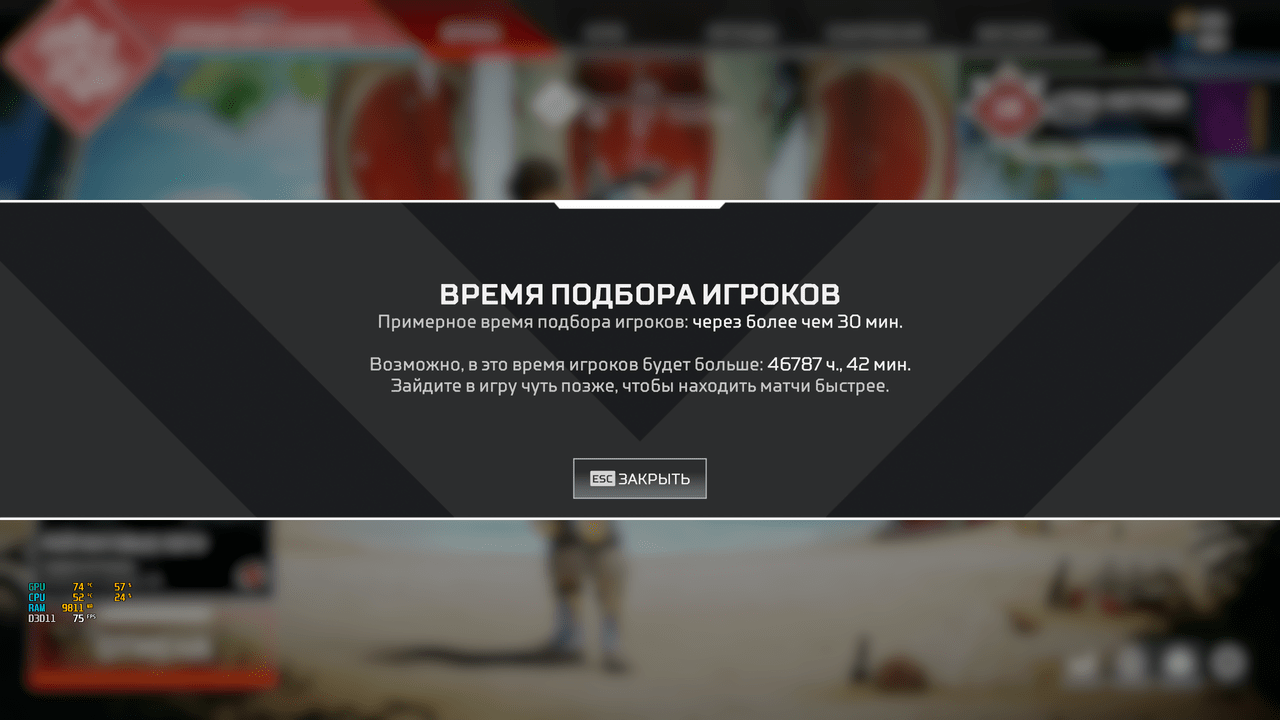 ВРЕМЯ ПОДБОРА ИГРОКОВ
Примерное время подбора игроков: через более чем 30 мин.
Возможно, в это время игроков будет больше: 46787 ч., 42 мин.
Зайдите в игру чуть позже, чтобы находить матчи быстрее.
ESC ЗАКРЫТЬ
GPU 74 °C 57 %
CPU 52 °C 24 %
RAM 9811 MB
D3D11 75 FPS